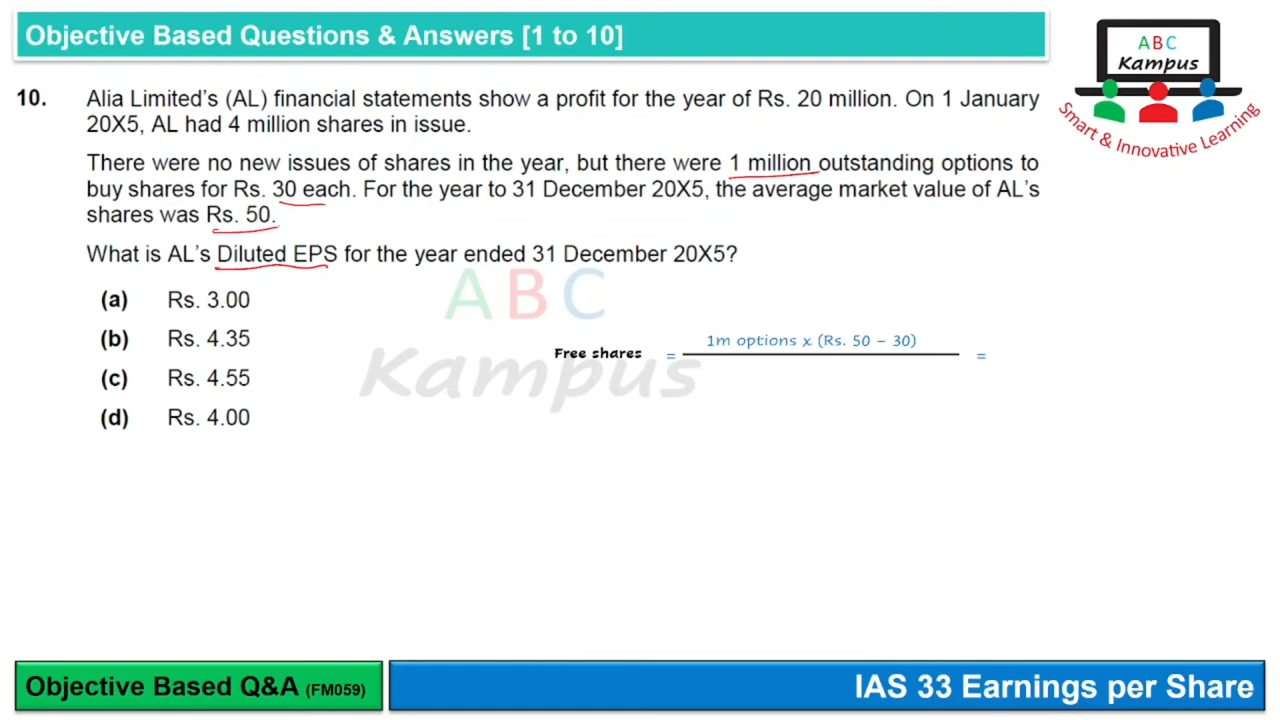 Objective Based Questions & Answers [1 to 10]
ABC
Kampus
Smart & Innovative Learning
10. Alia Limited's (AL) financial statements show a profit for the year of Rs. 20 million. On 1 January
20X5, AL had 4 million shares in issue.
There were no new issues of shares in the year, but there were 1 million outstanding options to
buy shares for Rs. 30 each. For the year to 31 December 20X5, the average market value of AL's
shares was Rs. 50.
What is AL's Diluted EPS for the year ended 31 December 20X5?
(a) Rs. 3.00
(b) Rs. 4.35
(c) Rs. 4.55
(d) Rs. 4.00
ABC
Kampus
1m options x (Rs. 50 – 30)
Free shares = =
Objective Based Q&A (FM059)
IAS 33 Earnings per Share